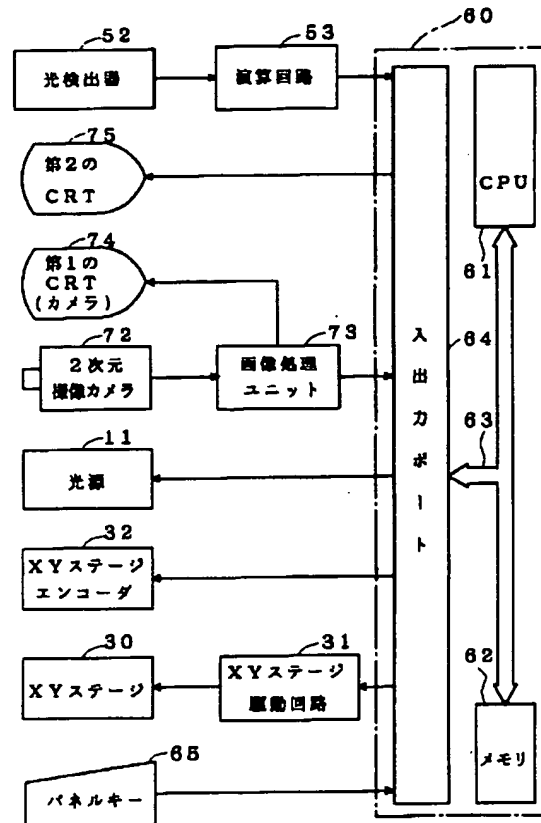 60
52
光検出器
53
演算回路
75
第2の
CRT
CPU
61
74
第1の
CRT
(カメラ)
72
2次元
撮像カメラ
73
画像処理
ユニット
入出力ポート
64
63
11
光源
32
XYステージ
エンコーダ
30
XYステージ
31
XYステージ
駆動回路
62
メモリ
65
パネルキー